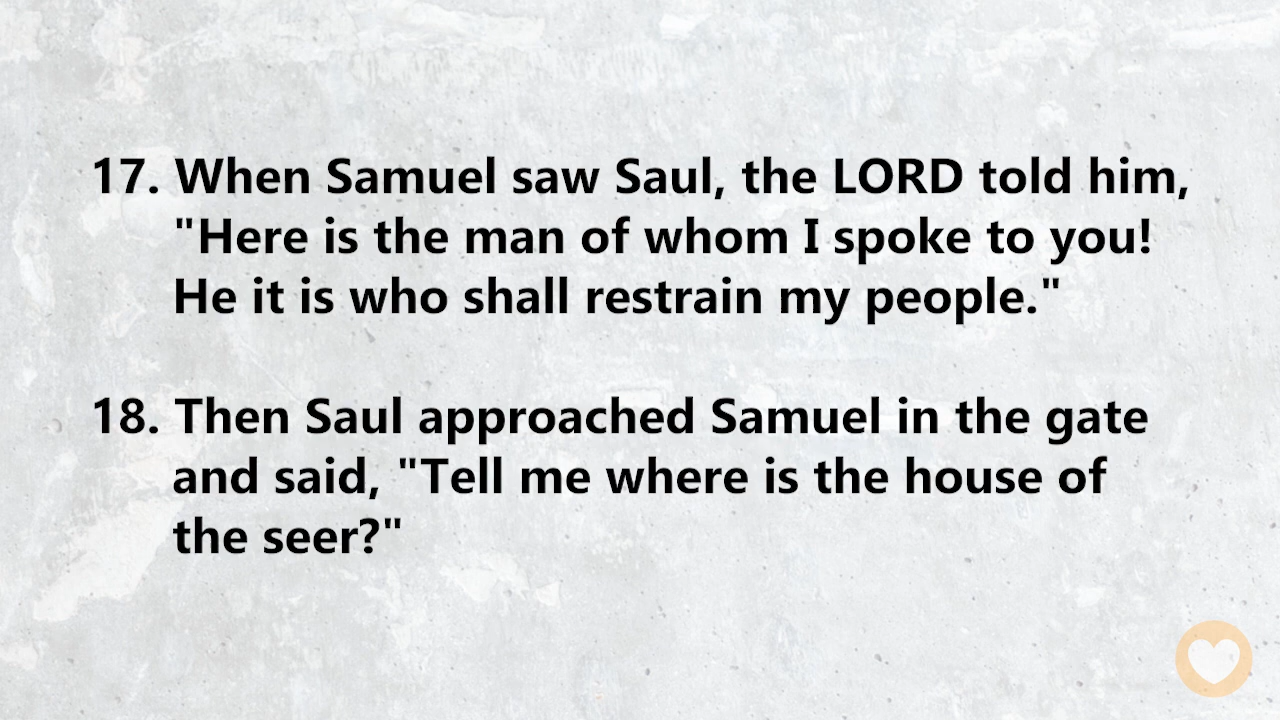 17. When Samuel saw Saul, the LORD told him,
"Here is the man of whom I spoke to you!
He it is who shall restrain my people."
18. Then Saul approached Samuel in the gate
and said, "Tell me where is the house of
the seer?"